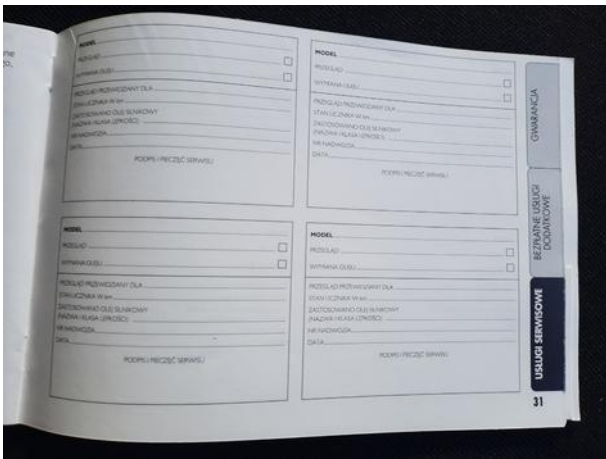 ne
go,
MODEL
PRZEGLĄD
WYMIANA OLEJU
PRZEGLĄD PRZEWIDZIANY DLA
STAN LICZNIKA W km
ZASTOSOWANO OLEJ SILNIKOWY
(NAZWA I KLASA LEPKOŚCI)
NR NADWOZIA
DATA
PODPIS I PIECZĘĆ SERWISU
MODEL
PRZEGLĄD
WYMIANA OLEJU
PRZEGLĄD PRZEWIDZIANY DLA
STAN LICZNIKA W km
ZASTOSOWANO OLEJ SILNIKOWY
(NAZWA I KLASA LEPKOŚCI)
NR NADWOZIA
DATA
PODPIS I PIECZĘĆ SERWISU
MODEL
PRZEGLĄD
WYMIANA OLEJU
PRZEGLĄD PRZEWIDZIANY DLA
STAN LICZNIKA W km
ZASTOSOWANO OLEJ SILNIKOWY
(NAZWA I KLASA LEPKOŚCI)
NR NADWOZIA
DATA
PODPIS I PIECZĘĆ SERWISU
MODEL
PRZEGLĄD
WYMIANA OLEJU
PRZEGLĄD PRZEWIDZIANY DLA
STAN LICZNIKA W km
ZASTOSOWANO OLEJ SILNIKOWY
(NAZWA I KLASA LEPKOŚCI)
NR NADWOZIA
DATA
PODPIS I PIECZĘĆ SERWISU
GWARANCJA
BEZPŁATNE USŁUGI
DODATKOWE
USŁUGI SERWISOWE
31